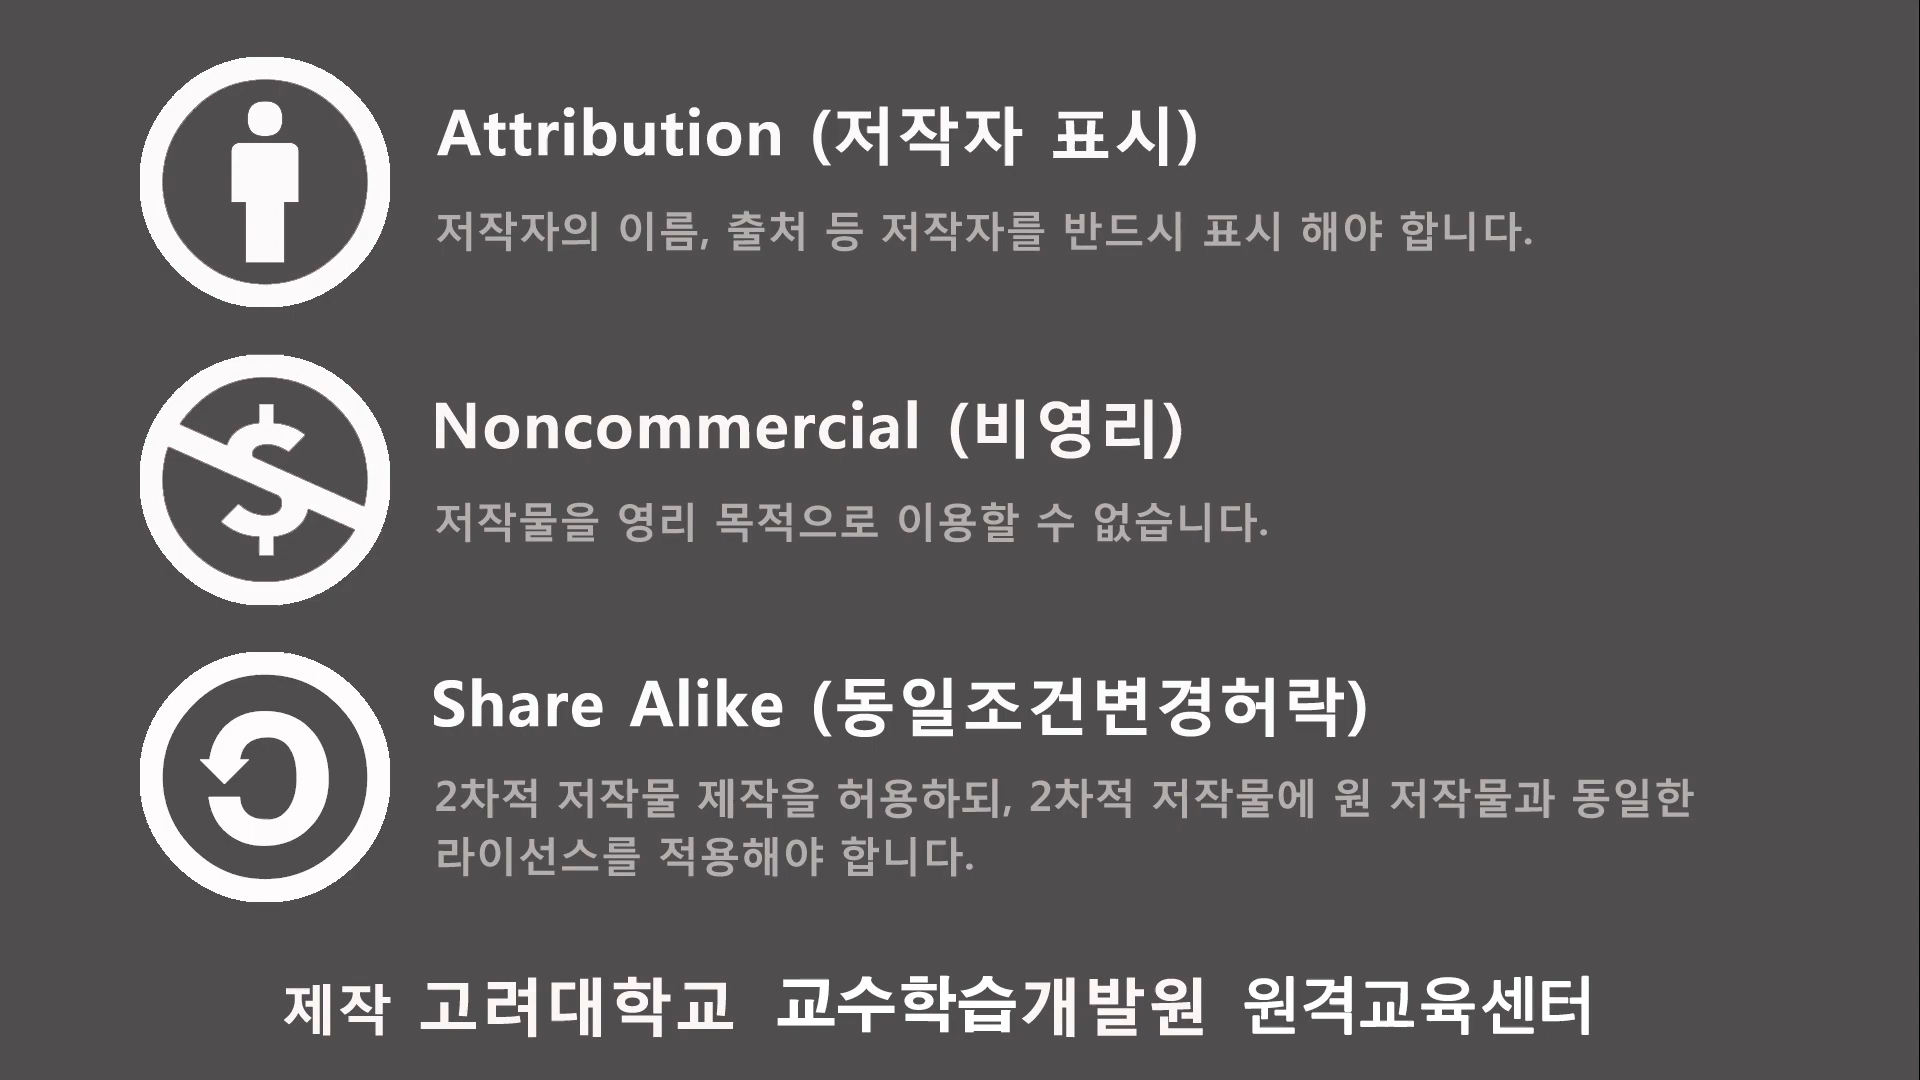 Attribution (저작자 표시)
저작자의 이름, 출처 등 저작자를 반드시 표시 해야 합니다.
Noncommercial (비영리)
저작물을 영리 목적으로 이용할 수 없습니다.
Share Alike (동일조건변경허락)
2차적 저작물 제작을 허용하되, 2차적 저작물에 원 저작물과 동일한
라이선스를 적용해야 합니다.
제작 고려대학교 교수학습개발원 원격교육센터